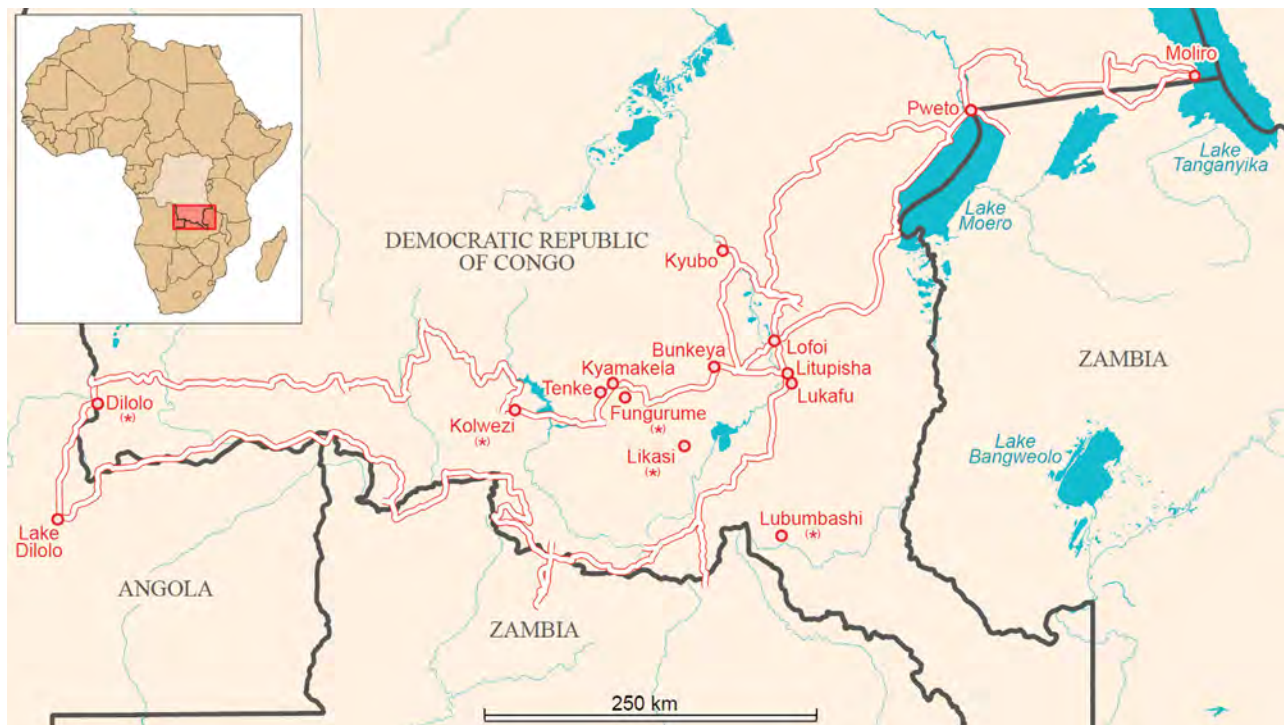 Moliro
Pweto
Lake
Tanganyika
Lake
Moero
DEMOCRATIC REPUBLIC
OF CONGO
Kyubo
Lofoi
ZAMBIA
Bunkeya
Litupisha
Kyamakela
Lukafu
Tenke
Dilolo
(*)
Fungurume
(*)
Kolwezi
(*)
Likasi
(*)
Lake
Bangweolo
Lubumbashi
(*)
Lake
Dilolo
ANGOLA
ZAMBIA
250 km